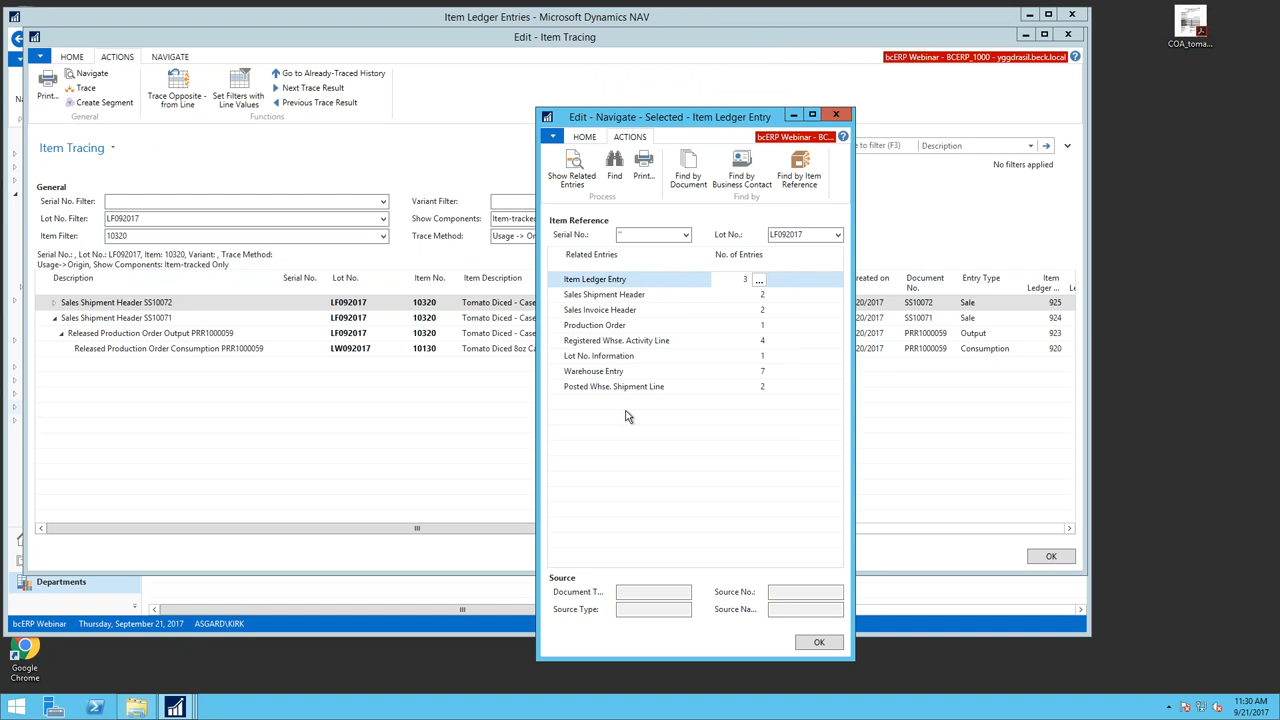 Item Ledger Entries - Microsoft Dynamics NAV
COA_toma...
Edit - Item Tracing
HOME
ACTIONS
NAVIGATE
bcERP Webinar - BCERP_1000 - yggdrasil.beck.local
Print...
Navigate
Trace
Create Segment
General
Trace Opposite - from Line
Set Filters with Line Values
Go to Already-Traced History
Next Trace Result
Previous Trace Result
Functions
Item Tracing
e to filter (F3)
Description
No filters applied
General
Serial No. Filter:
Variant Filter:
Lot No. Filter:
LF092017
Show Components:
Item-tracked
Item Filter:
10320
Trace Method:
Usage -> Or
Serial No.: , Lot No.: LF092017, Item: 10320, Variant: , Trace Method:
Usage->Origin, Show Components: Item-tracked Only
Description
Serial No.
Lot No.
Item No.
Item Description
eated on
Document No.
Entry Type
Item Ledger ...
Sales Shipment Header SS10072
LF092017
10320
Tomato Diced - Case
20/2017
SS10072
Sale
925
Sales Shipment Header SS10071
LF092017
10320
Tomato Diced - Case
20/2017
SS10071
Sale
924
Released Production Order Output PRR1000059
LF092017
10320
Tomato Diced - Case
20/2017
PRR1000059
Output
923
Released Production Order Consumption PRR1000059
LW092017
10130
Tomato Diced 8oz Ca
20/2017
PRR1000059
Consumption
920
OK
Edit - Navigate - Selected - Item Ledger Entry
HOME
ACTIONS
bcERP Webinar - BC...
Show Related Entries
Find
Print...
Process
Find by Document
Find by Business Contact
Find by Item Reference
Find by
Item Reference
Serial No.:
''
Lot No.:
LF092017
Related Entries
No. of Entries
Item Ledger Entry
3
...
Sales Shipment Header
2
Sales Invoice Header
2
Production Order
1
Registered Whse. Activity Line
4
Lot No. Information
1
Warehouse Entry
7
Posted Whse. Shipment Line
2
Source
Document T...
Source No.:
Source Type:
Source Na...
OK
Departments
bcERP Webinar
Thursday, September 21, 2017
ASGARD\KIRK
Google
Chrome
11:30 AM
9/21/2017